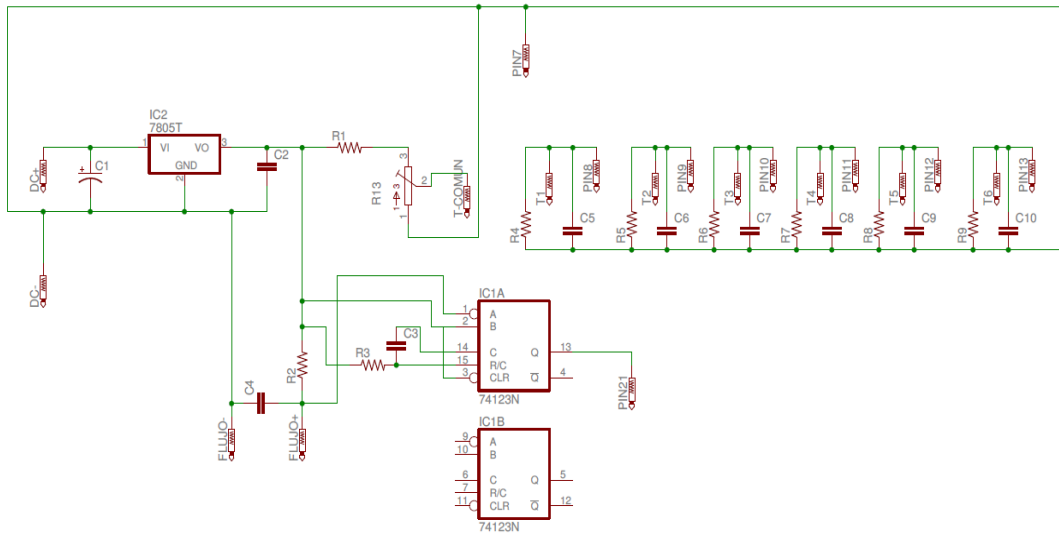 PIN7
IC2
7805T
1
VI
VO
3
GND
2
DC+
C1
C2
R1
3
R13
1
3
2
1
T-COMUN
DC-
R4
T1
C5
PIN8
R5
T2
C6
PIN9
R6
T3
C7
PIN10
R7
T4
C8
PIN11
R8
T5
C9
PIN12
R9
T6
C10
PIN13
IC1A
1
A
2
B
14
C
Q
13
15
R/C
3
CLR
Q
4
74123N
C3
R3
R2
C4
FLUJO-
FLUJO+
PIN21
IC1B
9
A
10
B
6
C
Q
5
7
R/C
11
CLR
Q
12
74123N